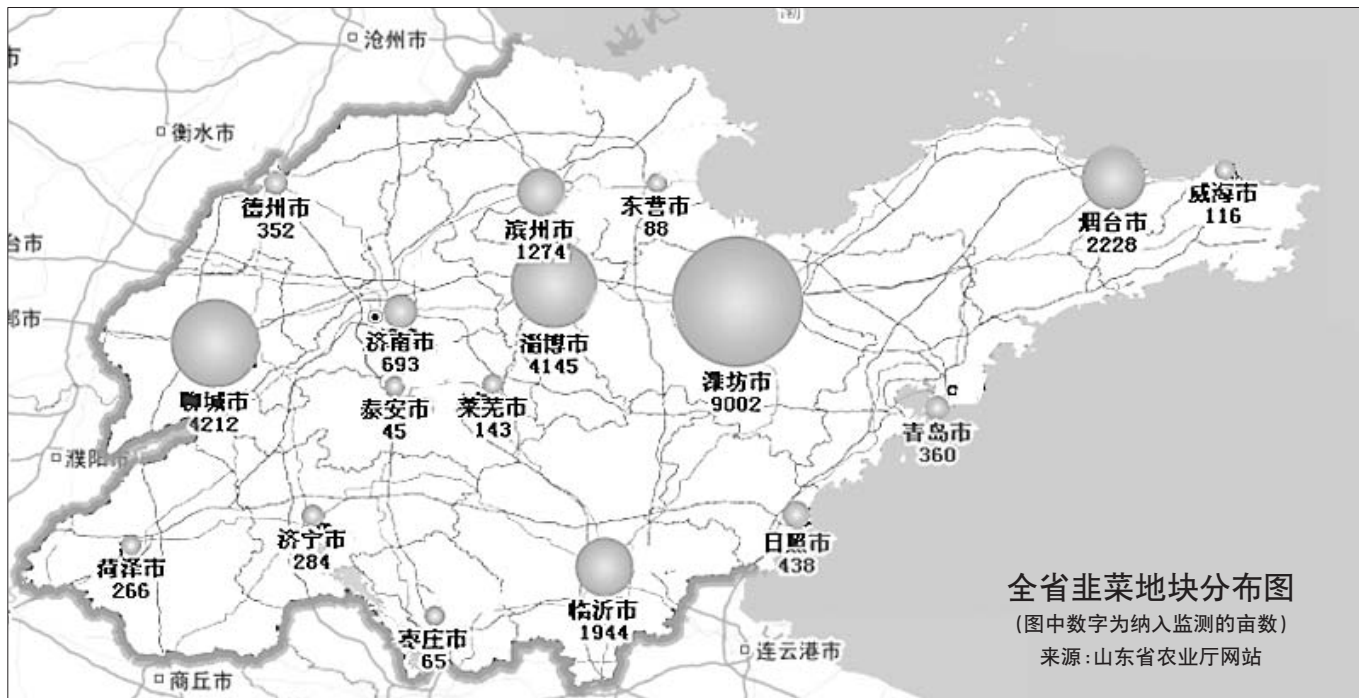 沧州市
衡水市
德州市
352
滨州市
1274
东营市
88
烟台市
2228
威海市
116
台市
济南市
693
淄博市
4145
潍坊市
9002
聊城市
4212
泰安市
45
莱芜市
143
青岛市
360
濮阳市
菏泽市
266
济宁市
284
日照市
438
临沂市
1944
枣庄市
65
商丘市
连云港市
全省韭菜地块分布图
(图中数字为纳入监测的亩数)
来源:山东省农业厅网站